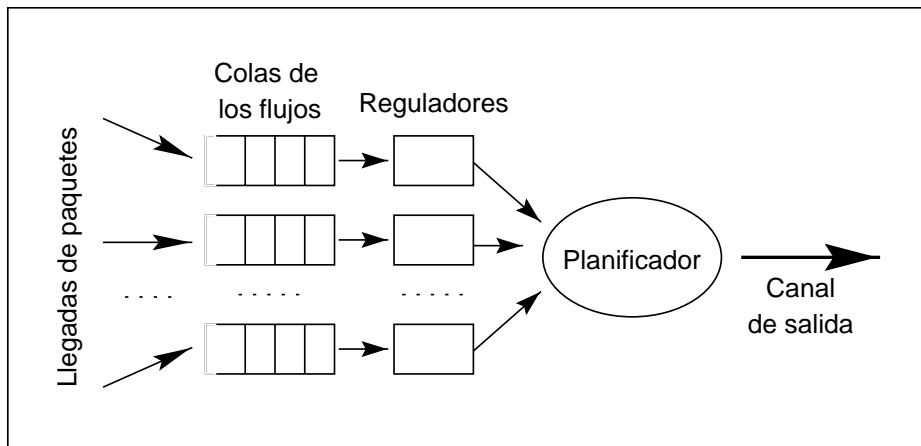 Colas de
los flujos
Reguladores
Llegadas de paquetes
Planificador
Canal
de salida